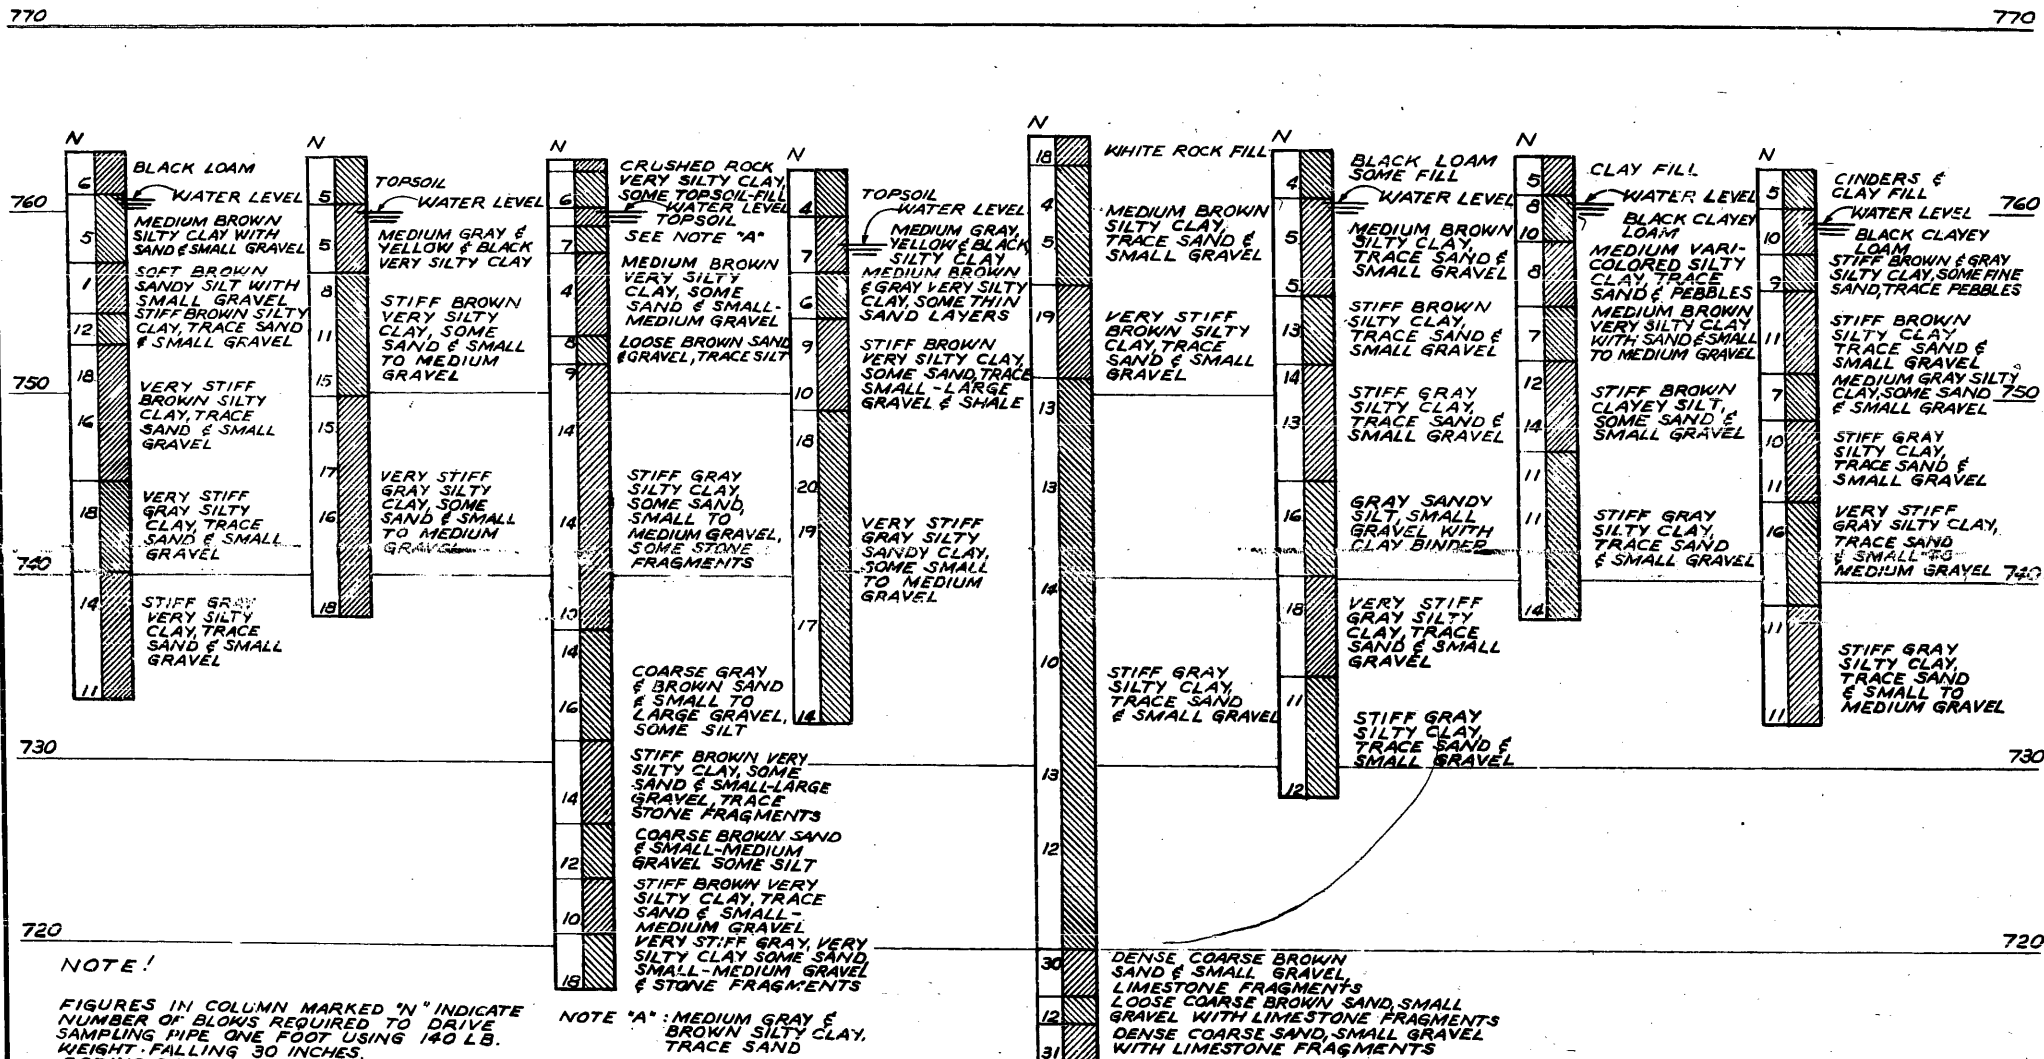 770
770
N
6
5
1
12
18
16
18
14
11
BLACK LOAM
WATER LEVEL
MEDIUM BROWN
SILTY CLAY WITH
SAND & SMALL GRAVEL
SOFT BROWN
SANDY SILT WITH
SMALL GRAVEL
STIFF BROWN SILTY
CLAY, TRACE SAND
& SMALL GRAVEL
VERY STIFF
BROWN SILTY
CLAY, TRACE
SAND & SMALL
GRAVEL
VERY STIFF
GRAY SILTY
CLAY, TRACE
SAND & SMALL
GRAVEL
STIFF GRAY
VERY SILTY
CLAY, TRACE
SAND & SMALL
GRAVEL
760
750
740
730
720
N
5
5
8
11
15
15
17
16
18
TOPSOIL
WATER LEVEL
MEDIUM GRAY &
YELLOW & BLACK
VERY SILTY CLAY
STIFF BROWN
VERY SILTY
CLAY, SOME
SAND & SMALL
TO MEDIUM
GRAVEL
VERY STIFF
GRAY SILTY
CLAY, SOME
SAND & SMALL
TO MEDIUM
GRAVEL
N
6
7
4
8
9
14
14
13
14
16
14
12
10
18
CRUSHED ROCK
VERY SILTY CLAY,
SOME TOPSOIL-FILL
WATER LEVEL
TOPSOIL
SEE NOTE "A"
MEDIUM BROWN
VERY SILTY
CLAY, SOME
SAND & SMALL-
MEDIUM GRAVEL
LOOSE BROWN SAND
& GRAVEL, TRACE SILT
STIFF GRAY
SILTY CLAY,
SOME SAND,
SMALL TO
MEDIUM GRAVEL,
SOME STONE
FRAGMENTS
COARSE GRAY
& BROWN SAND
& SMALL TO
LARGE GRAVEL,
SOME SILT
STIFF BROWN VERY
SILTY CLAY, SOME
SAND & SMALL-LARGE
GRAVEL, TRACE
STONE FRAGMENTS
COARSE BROWN SAND
& SMALL-MEDIUM
GRAVEL SOME SILT
STIFF BROWN VERY
SILTY CLAY, TRACE
SAND & SMALL-
MEDIUM GRAVEL
VERY STIFF GRAY, VERY
SILTY CLAY SOME SAND,
SMALL-MEDIUM GRAVEL
& STONE FRAGMENTS
NOTE "A": MEDIUM GRAY &
BROWN SILTY CLAY,
TRACE SAND
N
4
7
6
9
10
18
20
19
17
14
TOPSOIL
WATER LEVEL
MEDIUM GRAY,
YELLOW & BLACK
SILTY CLAY
MEDIUM BROWN
& GRAY VERY SILTY
CLAY, SOME THIN
SAND LAYERS
STIFF BROWN
VERY SILTY CLAY,
SOME SAND, TRACE
SMALL-LARGE
GRAVEL & SHALE
VERY STIFF
GRAY SILTY
SANDY CLAY,
SOME SMALL
TO MEDIUM
GRAVEL
N
18
4
5
19
13
13
14
10
13
12
30
12
31
WHITE ROCK FILL
MEDIUM BROWN
SILTY CLAY,
TRACE SAND &
SMALL GRAVEL
VERY STIFF
BROWN SILTY
CLAY, TRACE
SAND & SMALL
GRAVEL
STIFF GRAY
SILTY CLAY,
TRACE SAND
& SMALL GRAVEL
DENSE COARSE BROWN
SAND & SMALL GRAVEL,
LIMESTONE FRAGMENTS
LOOSE COARSE BROWN SAND, SMALL
GRAVEL WITH LIMESTONE FRAGMENTS
DENSE COARSE SAND, SMALL GRAVEL
WITH LIMESTONE FRAGMENTS
N
4
5
5
13
14
13
16
18
11
12
BLACK LOAM
SOME FILL
WATER LEVEL
MEDIUM BROWN
SILTY CLAY,
TRACE SAND &
SMALL GRAVEL
STIFF BROWN
SILTY CLAY,
TRACE SAND &
SMALL GRAVEL
STIFF GRAY
SILTY CLAY,
TRACE SAND &
SMALL GRAVEL
GRAY SANDY
SILT, SMALL
GRAVEL WITH
CLAY BINDER
VERY STIFF
GRAY SILTY
CLAY, TRACE
SAND & SMALL
GRAVEL
STIFF GRAY
SILTY CLAY,
TRACE SAND &
SMALL GRAVEL
N
5
8
10
8
7
12
14
11
11
14
CLAY FILL
WATER LEVEL
BLACK CLAYEY
LOAM
MEDIUM VARI-
COLORED SILTY
CLAY, TRACE
SAND & PEBBLES
MEDIUM BROWN
VERY SILTY CLAY
WITH SAND & SMALL
TO MEDIUM GRAVEL
STIFF BROWN
CLAYEY SILT,
SOME SAND &
SMALL GRAVEL
STIFF GRAY
SILTY CLAY,
TRACE SAND
& SMALL GRAVEL
N
5
10
9
11
7
10
11
16
11
11
CINDERS &
CLAY FILL
WATER LEVEL
BLACK CLAYEY
LOAM
STIFF BROWN & GRAY
SILTY CLAY, SOME FINE
SAND, TRACE PEBBLES
STIFF BROWN
SILTY CLAY
TRACE SAND &
SMALL GRAVEL
MEDIUM GRAY SILTY
CLAY, SOME SAND
& SMALL GRAVEL
STIFF GRAY
SILTY CLAY,
TRACE SAND &
SMALL GRAVEL
VERY STIFF
GRAY SILTY CLAY,
TRACE SAND
& SMALL TO
MEDIUM GRAVEL
STIFF GRAY
SILTY CLAY,
TRACE SAND
& SMALL TO
MEDIUM GRAVEL
760
750
740
730
720
NOTE!
FIGURES IN COLUMN MARKED "N" INDICATE
NUMBER OF BLOWS REQUIRED TO DRIVE
SAMPLING PIPE ONE FOOT USING 140 LB.
WEIGHT FALLING 30 INCHES.